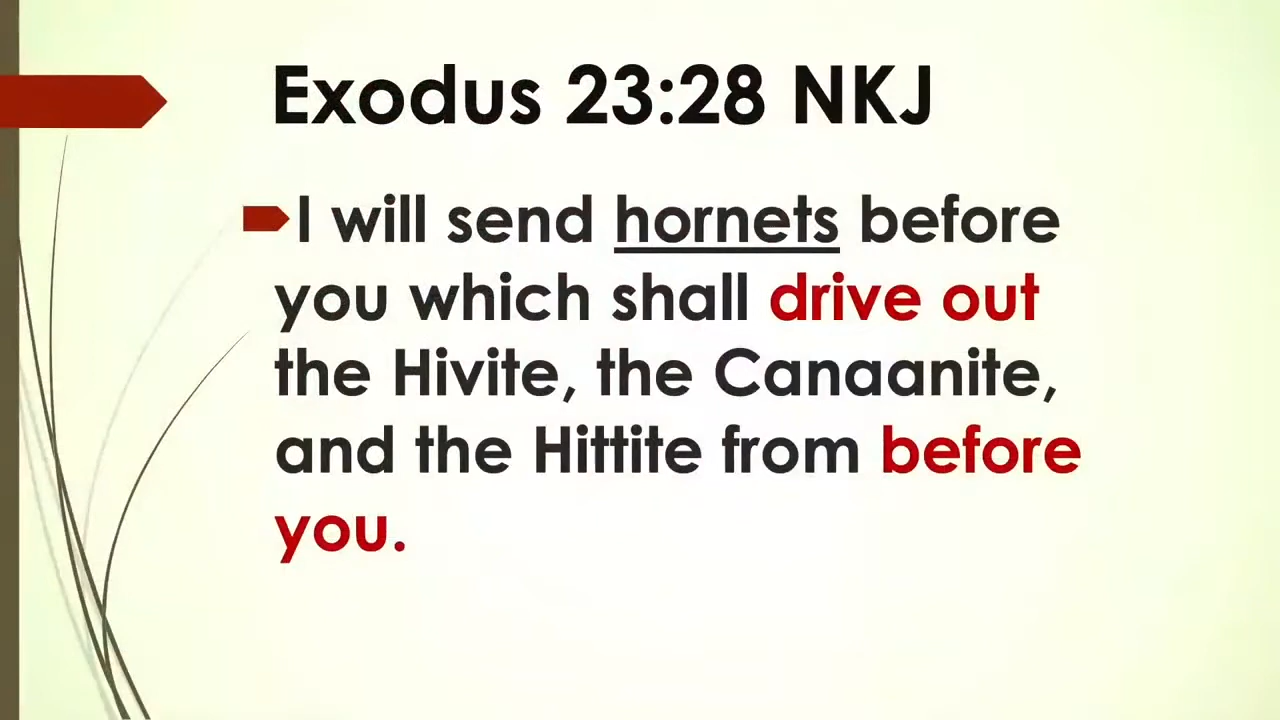 Exodus 23:28 NKJ
I will send hornets before
you which shall drive out
the Hivite, the Canaanite,
and the Hittite from before
you.